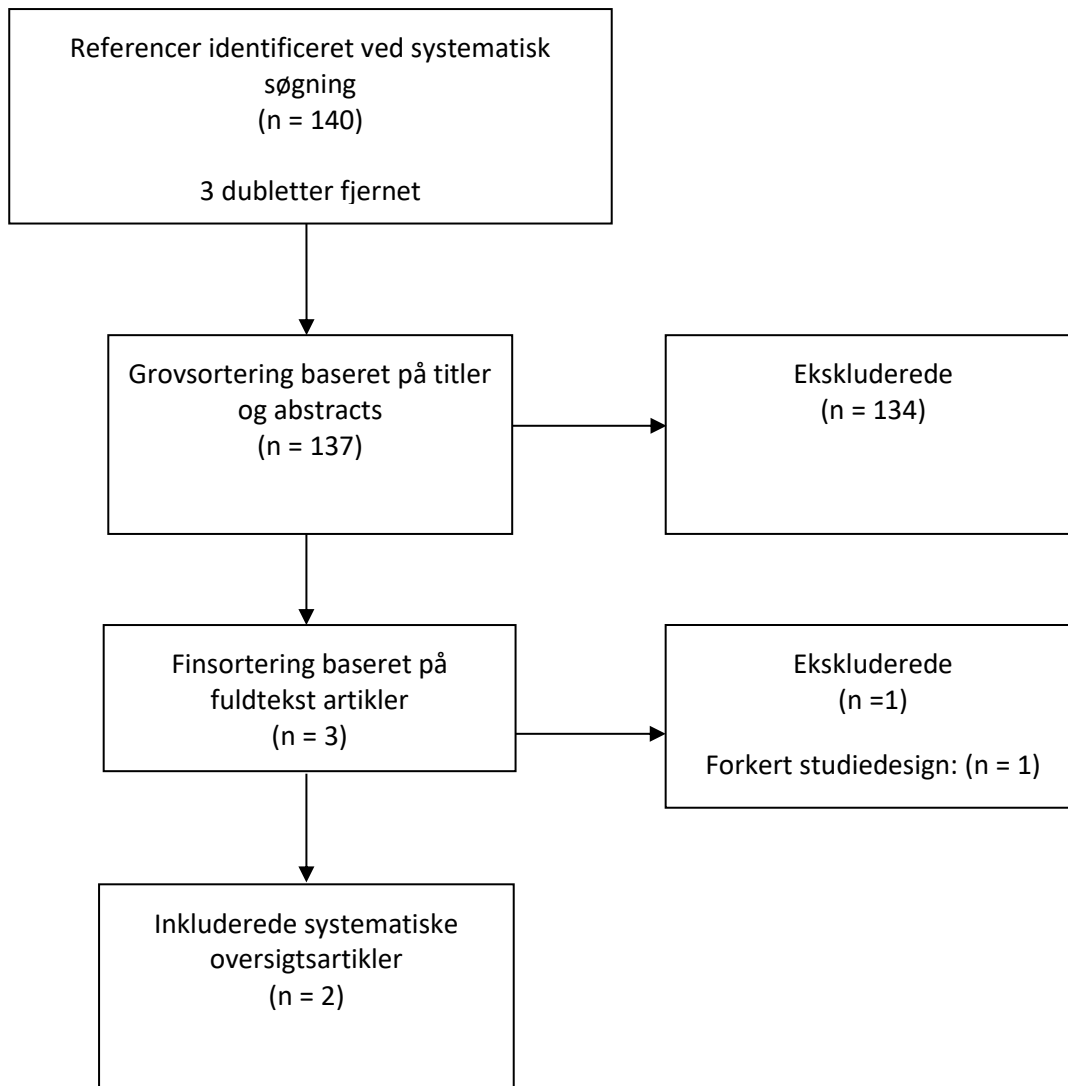 Referencer identificeret ved systematisk
søgning
(n = 140)
3 dubletter fjernet
Grovsortering baseret på titler
og abstracts
(n = 137)
Ekskluderede
(n = 134)
Finsortering baseret på
fuldtekst artikler
(n = 3)
Ekskluderede
(n =1)
Forkert studiedesign: (n = 1)
Inkluderede systematiske
oversigtsartikler
(n = 2)